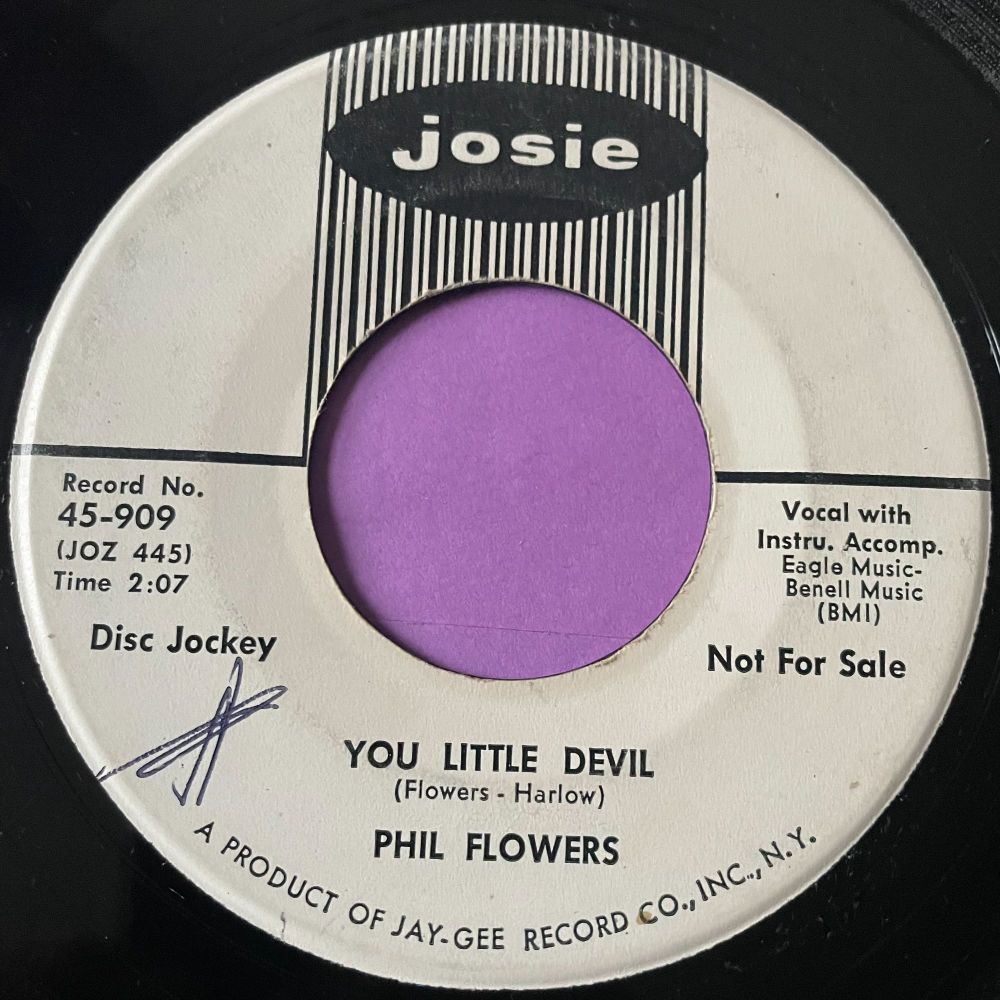 josie
Record No.
45-909
(JOZ 445)
Time 2:07
Disc Jockey
Vocal with
Instru. Accomp.
Eagle Music-
Benell Music
(BMI)
Not For Sale
YOU LITTLE DEVIL
(Flowers - Harlow)
PHIL FLOWERS
A PRODUCT OF JAY-GEE RECORD CO., INC., N.Y.